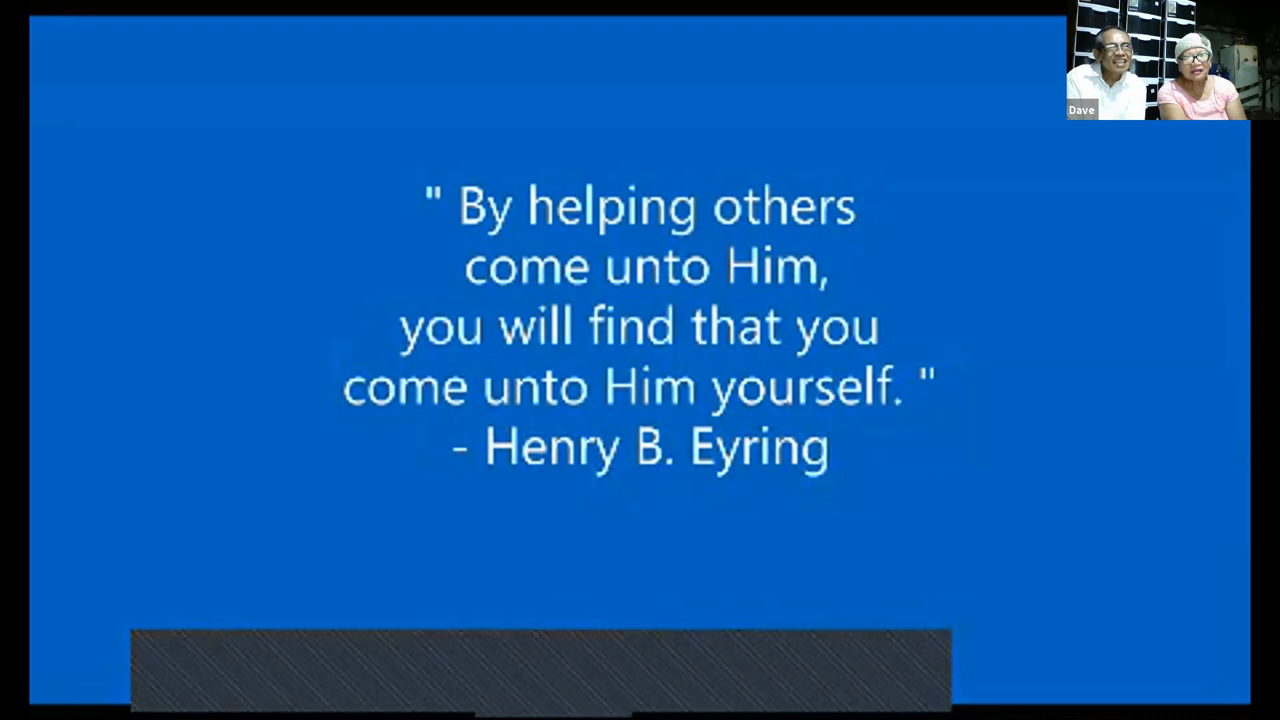 Dave
" By helping others
come unto Him,
you will find that you
come unto Him yourself. "
- Henry B. Eyring